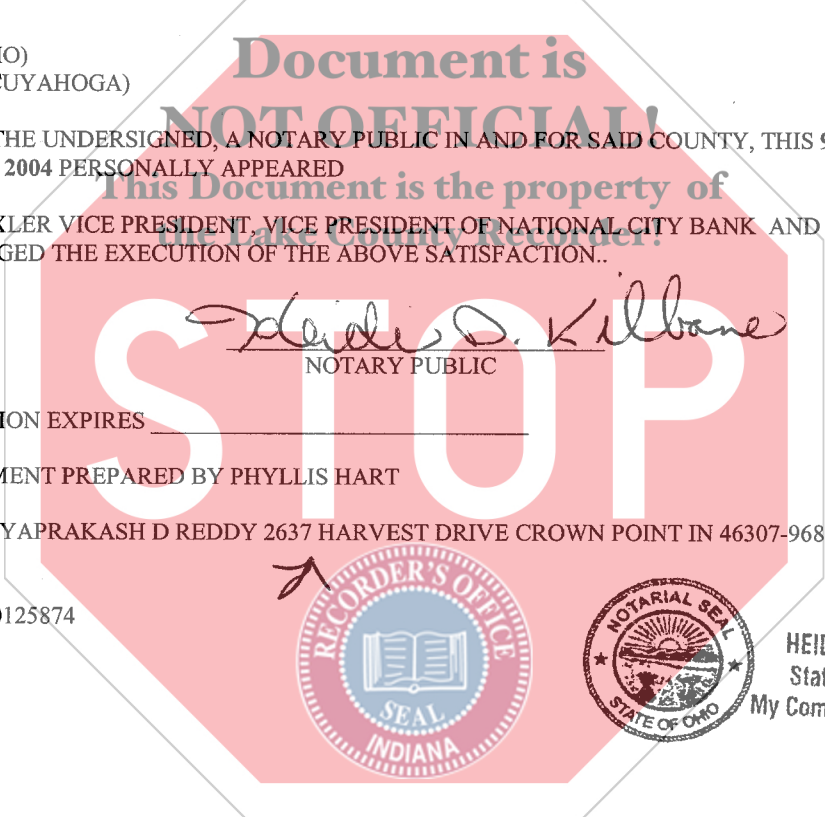 IO)
CUYAHOGA)
Document is
NOT OFFICIAL!
THE UNDERSIGNED, A NOTARY PUBLIC IN AND FOR SAID COUNTY, THIS 9
2004 PERSONALLY APPEARED
This Document is the property of
the Lake County Recorder!
XLER VICE PRESIDENT, VICE PRESIDENT OF NATIONAL CITY BANK AND
GED THE EXECUTION OF THE ABOVE SATISFACTION..
STOP
Heidi D. Kilbane
NOTARY PUBLIC
ION EXPIRES
MENT PREPARED BY PHYLLIS HART
YAPRAKASH D REDDY 2637 HARVEST DRIVE CROWN POINT IN 46307-968
0125874
RECORDER'S OFFICE
SEAL
INDIANA
NOTARIAL SEAL
STATE OF OHIO
HEID
Stat
My Com